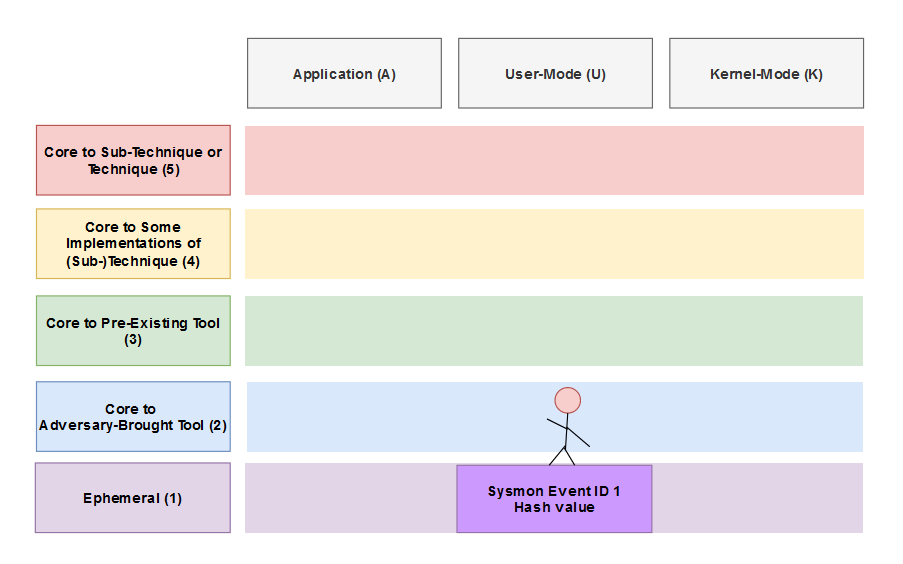 Application (A)
User-Mode (U)
Kernel-Mode (K)
Core to Sub-Technique or
Technique (5)
Core to Some
Implementations of
(Sub-)Technique (4)
Core to Pre-Existing Tool
(3)
Core to
Adversary-Brought Tool (2)
Ephemeral (1)
Sysmon Event ID 1
Hash value